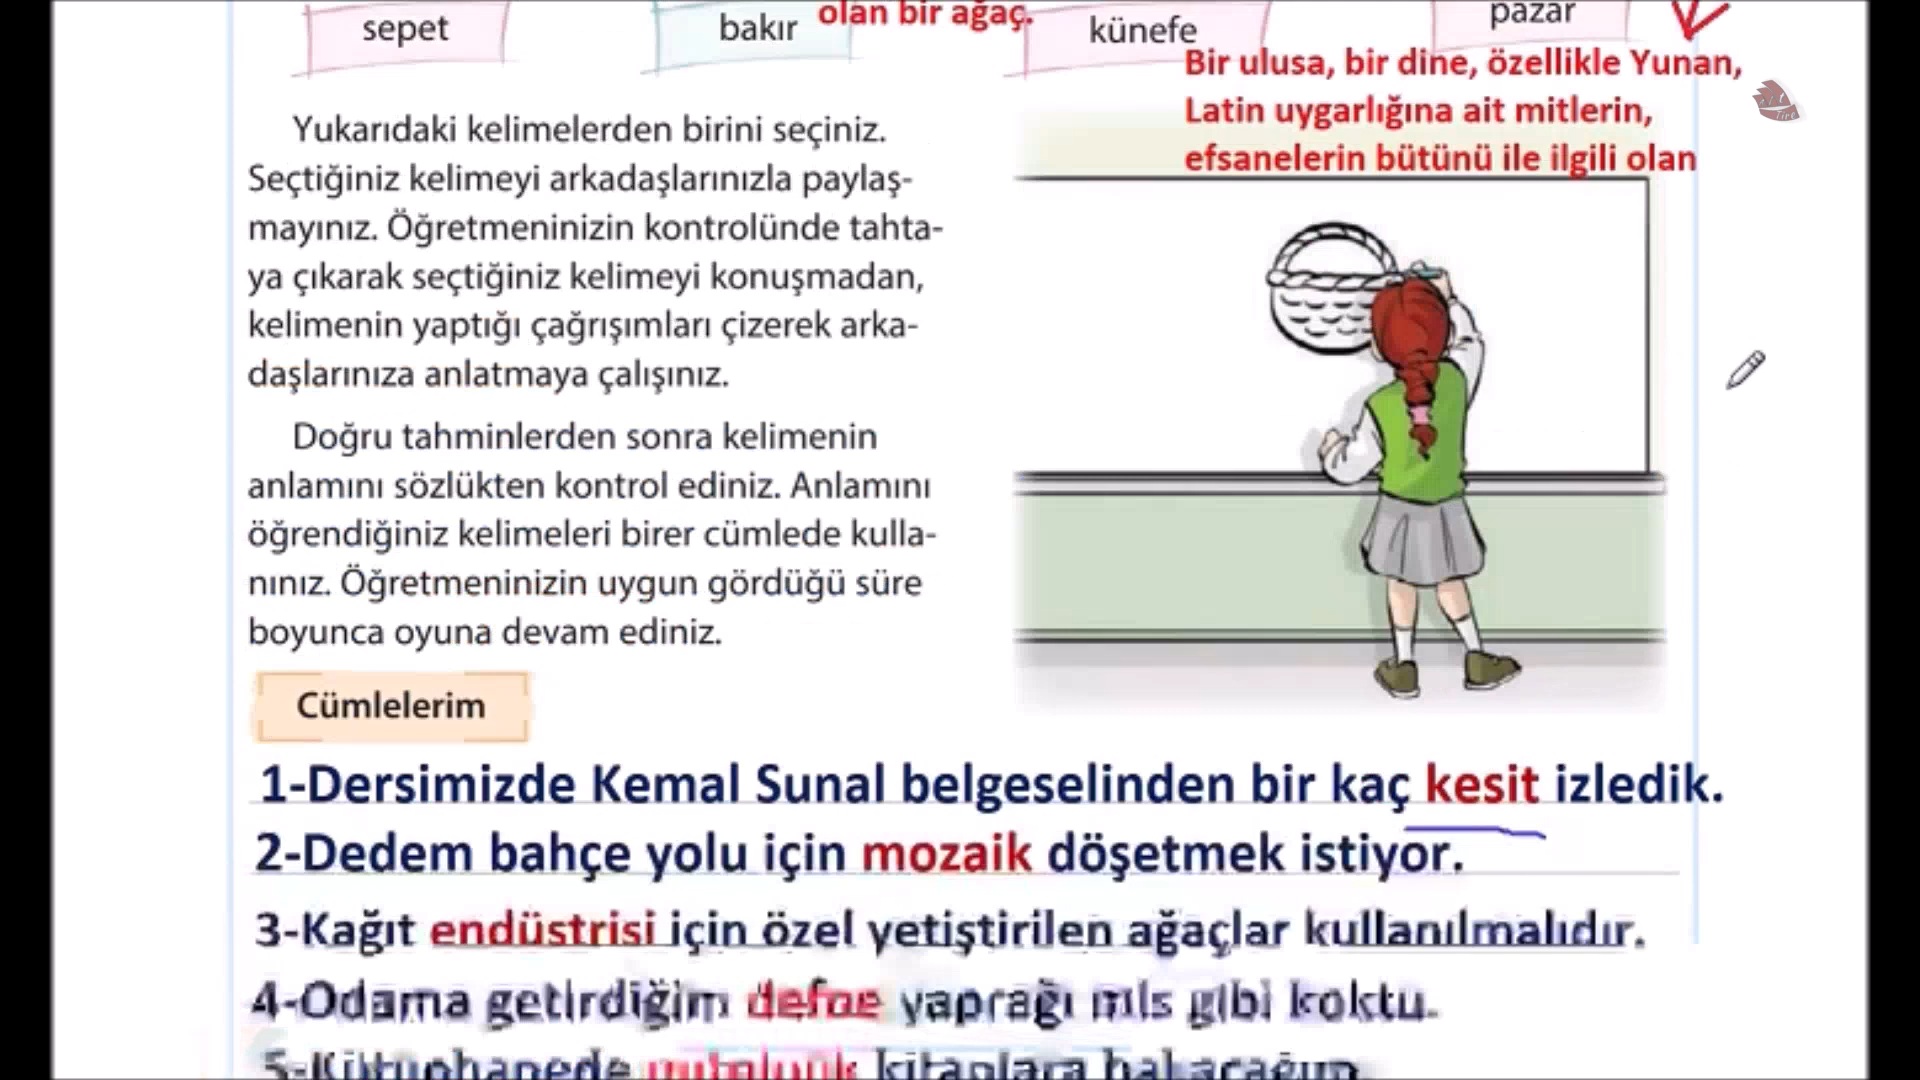 sepet
bakır
olan bir ağaç.
künefe
pazar
Bir ulusa, bir dine, özellikle Yunan,
Latin uygarlığına ait mitlerin,
efsanelerin bütünü ile ilgili olan
Yukarıdaki kelimelerden birini seçiniz.
Seçtiğiniz kelimeyi arkadaşlarınızla paylaş-
mayınız. Öğretmeninizin kontrolünde tahta-
ya çıkarak seçtiğiniz kelimeyi konuşmadan,
kelimenin yaptığı çağrışımları çizerek arka-
daşlarınıza anlatmaya çalışınız.
Doğru tahminlerden sonra kelimenin
anlamını sözlükten kontrol ediniz. Anlamını
öğrendiğiniz kelimeleri birer cümlede kulla-
nınız. Öğretmeninizin uygun gördüğü süre
boyunca oyuna devam ediniz.
Cümlelerim
1-Dersimizde Kemal Sunal belgeselinden bir kaç kesit izledik.
2-Dedem bahçe yolu için mozaik döşetmek istiyor.
3-Kağıt endüstrisi için özel yetiştirilen ağaçlar kullanılmalıdır.
4-Odama getirdiğim defne yaprağı mis gibi koktu.
5-Kütüphanede kitaplara